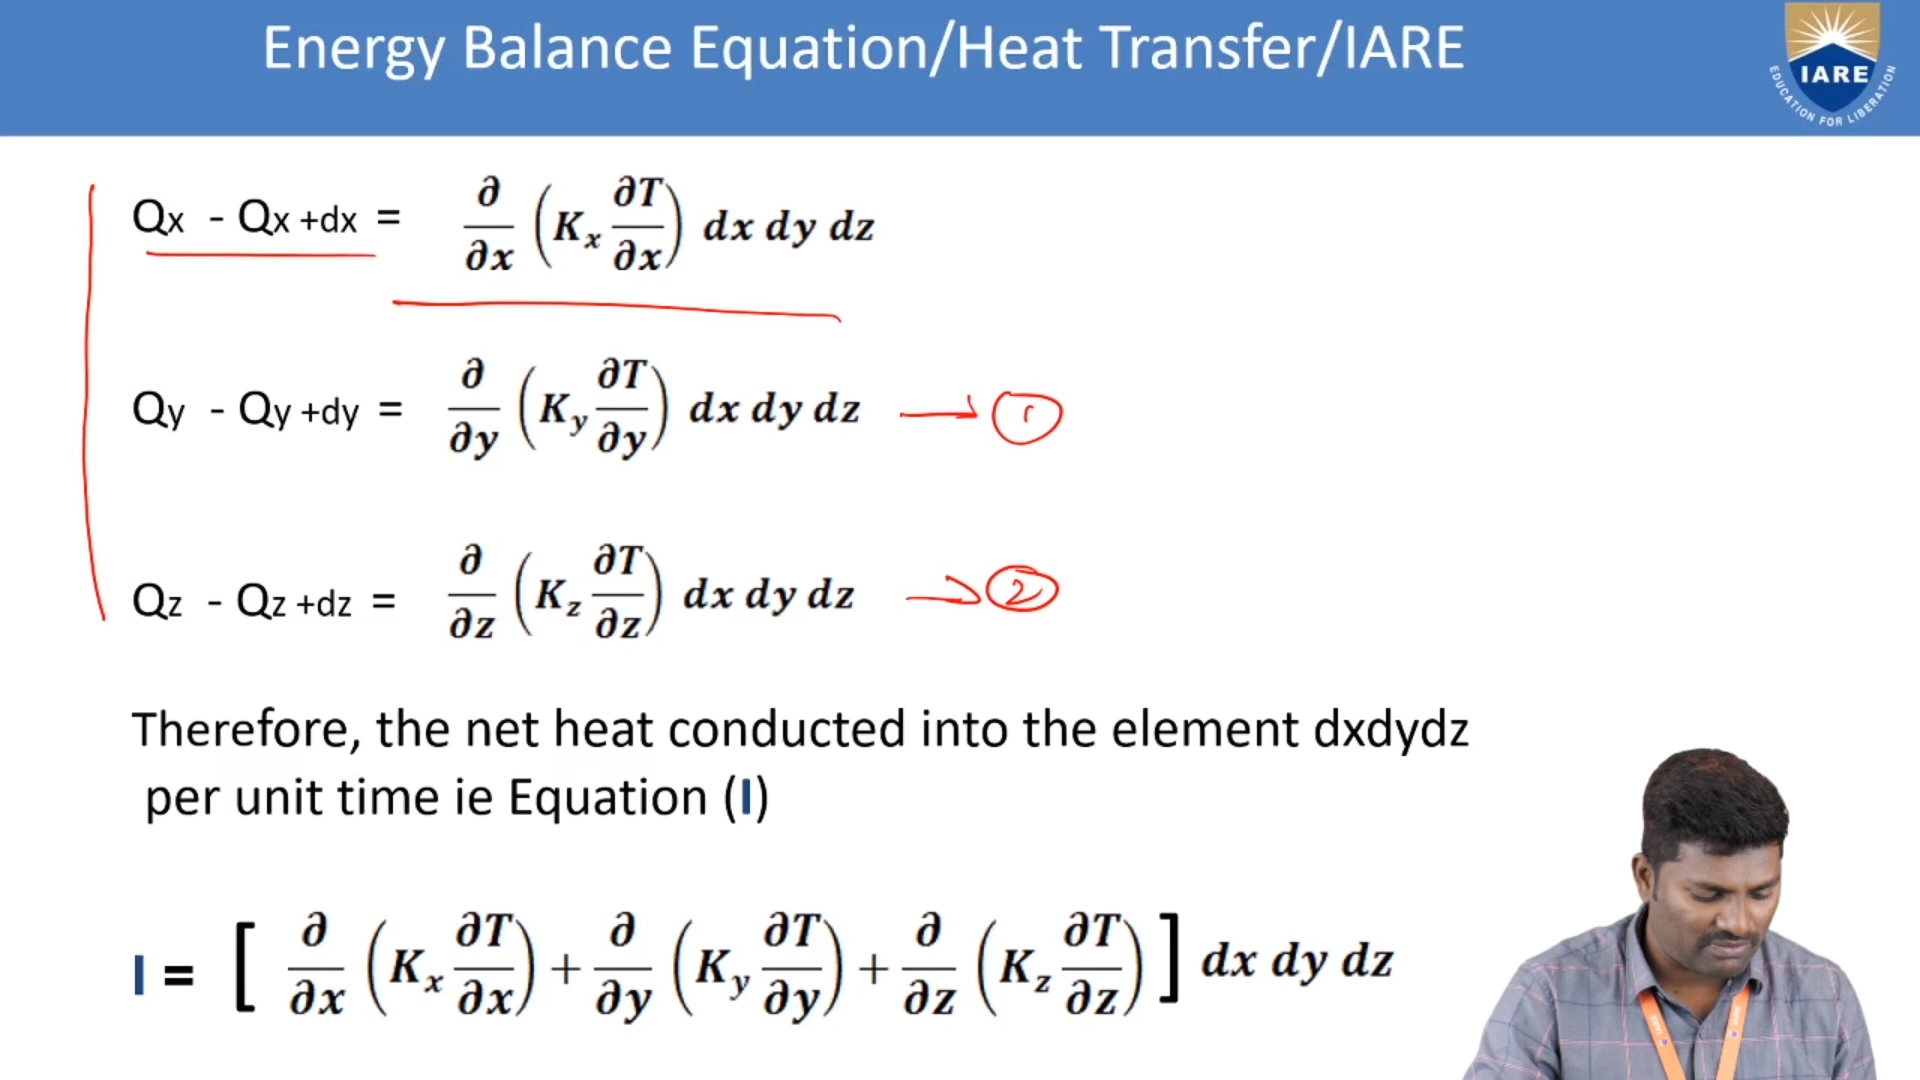 Energy Balance Equation/Heat Transfer/IARE
IARE
EDUCATION FOR LIBERATION
Qx - Qx +dx = ∂/∂x (Kx ∂T/∂x) dx dy dz
Qy - Qy +dy = ∂/∂y (Ky ∂T/∂y) dx dy dz → 1
Qz - Qz +dz = ∂/∂z (Kz ∂T/∂z) dx dy dz → 2
Therefore, the net heat conducted into the element dxdydz
per unit time ie Equation (I)
I = [ ∂/∂x (Kx ∂T/∂x) + ∂/∂y (Ky ∂T/∂y) + ∂/∂z (Kz ∂T/∂z) ] dx dy dz